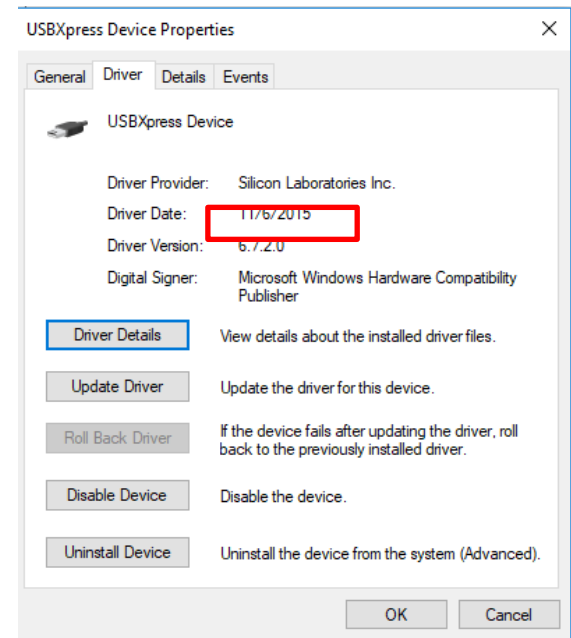 USBXpress Device Properties
General Driver Details Events
USBXpress Device
Driver Provider: Silicon Laboratories Inc.
Driver Date: 11/6/2015
Driver Version: 6.7.2.0
Digital Signer: Microsoft Windows Hardware Compatibility
Publisher
Driver Details View details about the installed driver files.
Update Driver Update the driver for this device.
Roll Back Driver If the device fails after updating the driver, roll
back to the previously installed driver.
Disable Device Disable the device.
Uninstall Device Uninstall the device from the system (Advanced).
OK Cancel